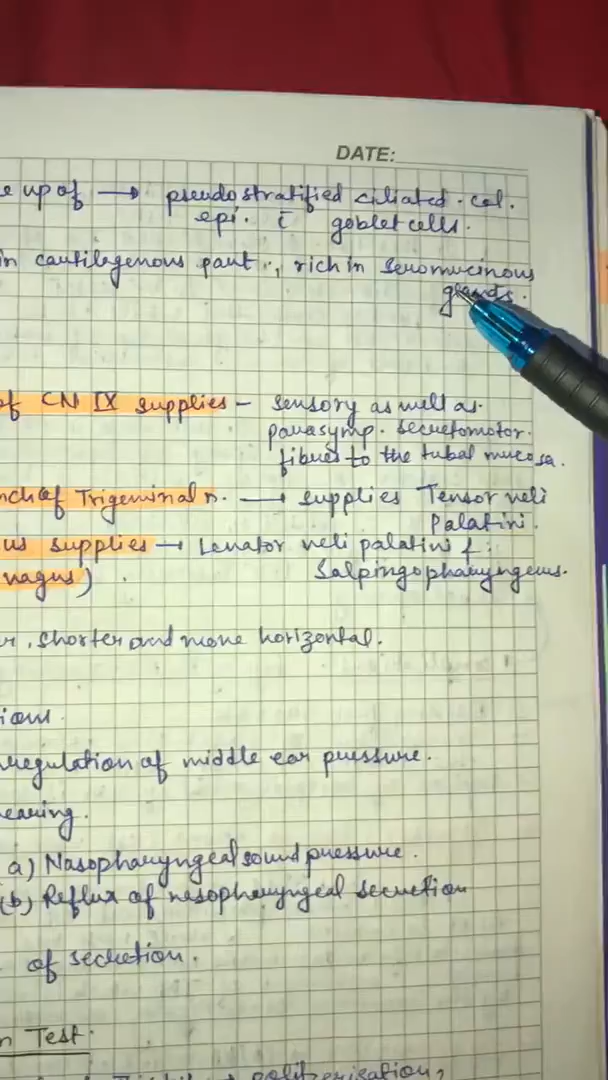 DATE:
e up of → pseudostratified ciliated. col.
epi. c̄ goblet cells.
in cartilegenous part., rich in Seromucinous
glands.
of CN IX supplies - sensory as well as.
parasymp. secretomotor.
fibres to the tubal mucosa.
nch of Trigeminal n. → supplies Tensor veli
Palatini.
us supplies → Levator veli palatini &
vagus) Salpingopharyngeus.
r, shorter and more horizontal.
ions.
regulation of middle ear pressure.
earing.
a) Nasopharyngeal sound pressure.
(b) Reflux of nasopharyngeal secretion
of secretion.
n Test.
politzerisation,